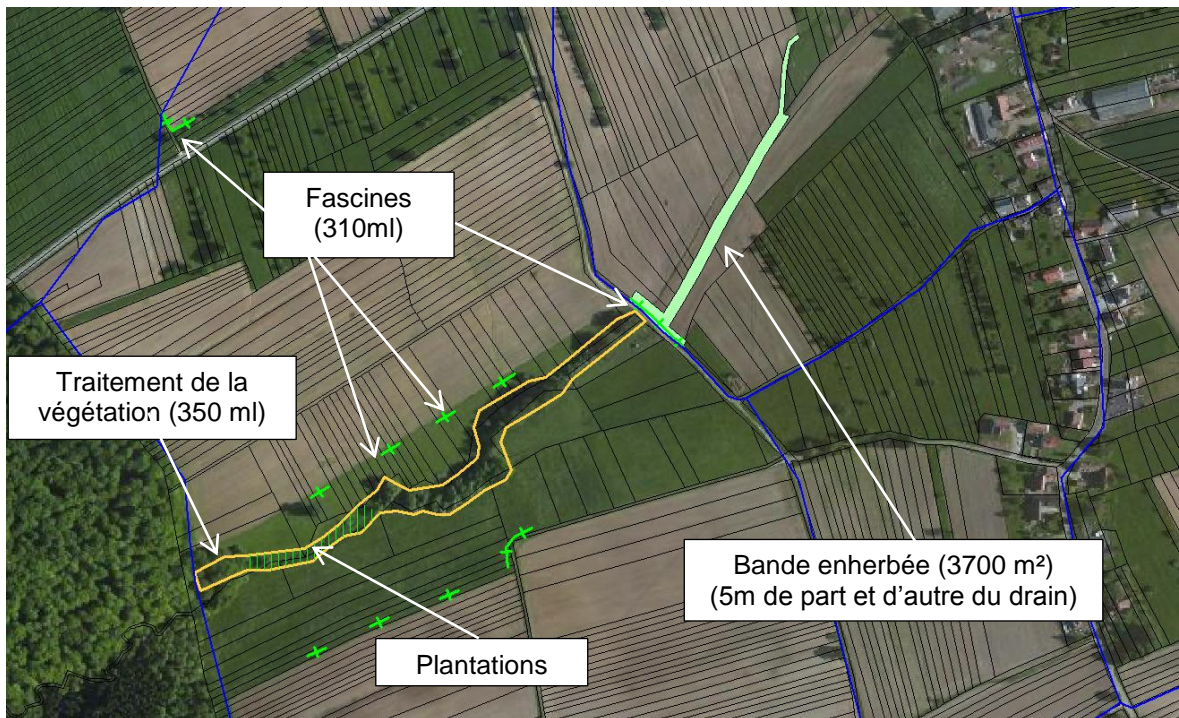 Fascines
(310ml)
Traitement de la
végétation (350 ml)
Bande enherbée (3700 m²)
(5m de part et d'autre du drain)
Plantations